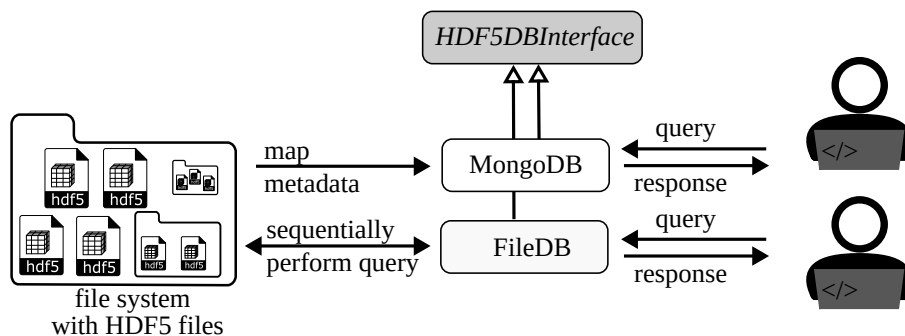 HDF5DBInterface
map
metadata
MongoDB
query
response
</>
hdf5
hdf5
hdf5
hdf5
hdf5
hdf5
sequentially
perform query
FileDB
query
response
</>
file system
with HDF5 files